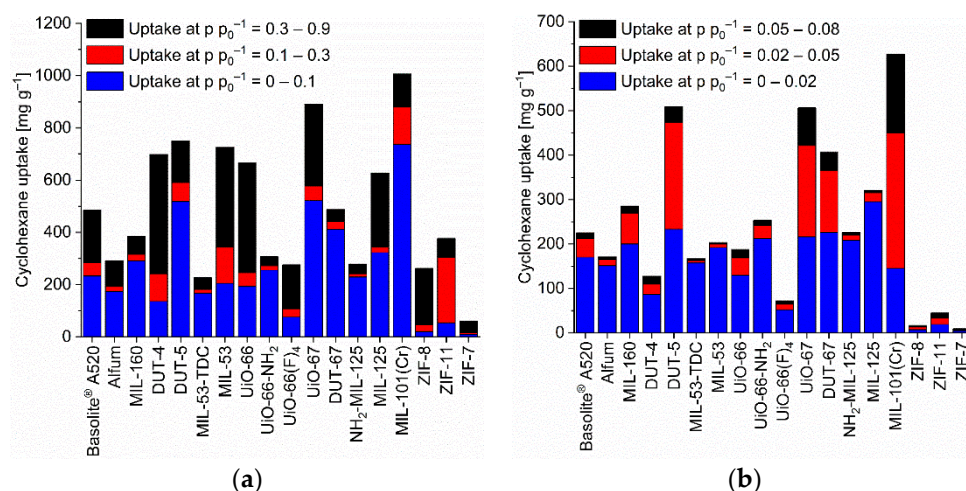 1200
1000
800
600
400
200
0
Cyclohexane uptake [mg g⁻¹]
Uptake at p p₀⁻¹ = 0.3 – 0.9
Uptake at p p₀⁻¹ = 0.1 – 0.3
Uptake at p p₀⁻¹ = 0 – 0.1
Basolite® A520
Alfum
MIL-160
DUT-4
DUT-5
MIL-53-TDC
MIL-53
UiO-66
UiO-66-NH₂
UiO-66(F)₄
UiO-67
DUT-67
NH₂-MIL-125
MIL-125
MIL-101(Cr)
ZIF-8
ZIF-11
ZIF-7
(a)
700
600
500
400
300
200
100
0
Cyclohexane uptake [mg g⁻¹]
Uptake at p p₀⁻¹ = 0.05 – 0.08
Uptake at p p₀⁻¹ = 0.02 – 0.05
Uptake at p p₀⁻¹ = 0 – 0.02
Basolite® A520
Alfum
MIL-160
DUT-4
DUT-5
MIL-53-TDC
MIL-53
UiO-66
UiO-66-NH₂
UiO-66(F)₄
UiO-67
DUT-67
NH₂-MIL-125
MIL-125
MIL-101(Cr)
ZIF-8
ZIF-11
ZIF-7
(b)